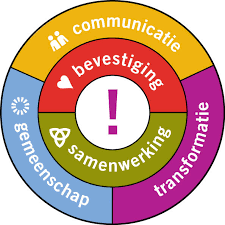 communicatie
bevestiging
!
samenwerking
gemeenschap
transformatie